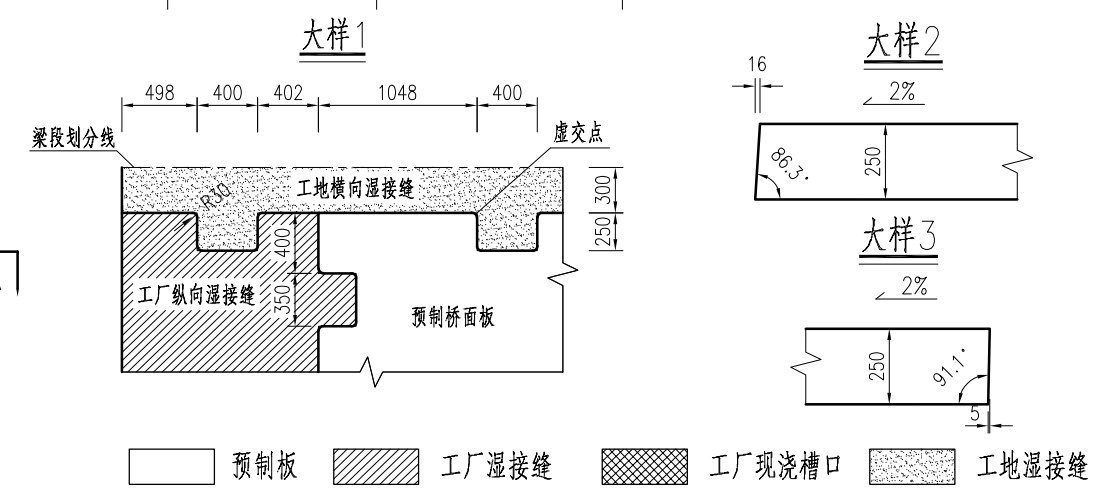 大样1
498 400 402 1048 400
梁段划分线
虚交点
工地横向湿接缝
R30
300
250
400
350
工厂纵向湿接缝
预制桥面板
大样2
16
2%
86.3°
250
大样3
2%
250
91.1°
5
预制板 工厂湿接缝 工厂现浇槽口 工地湿接缝